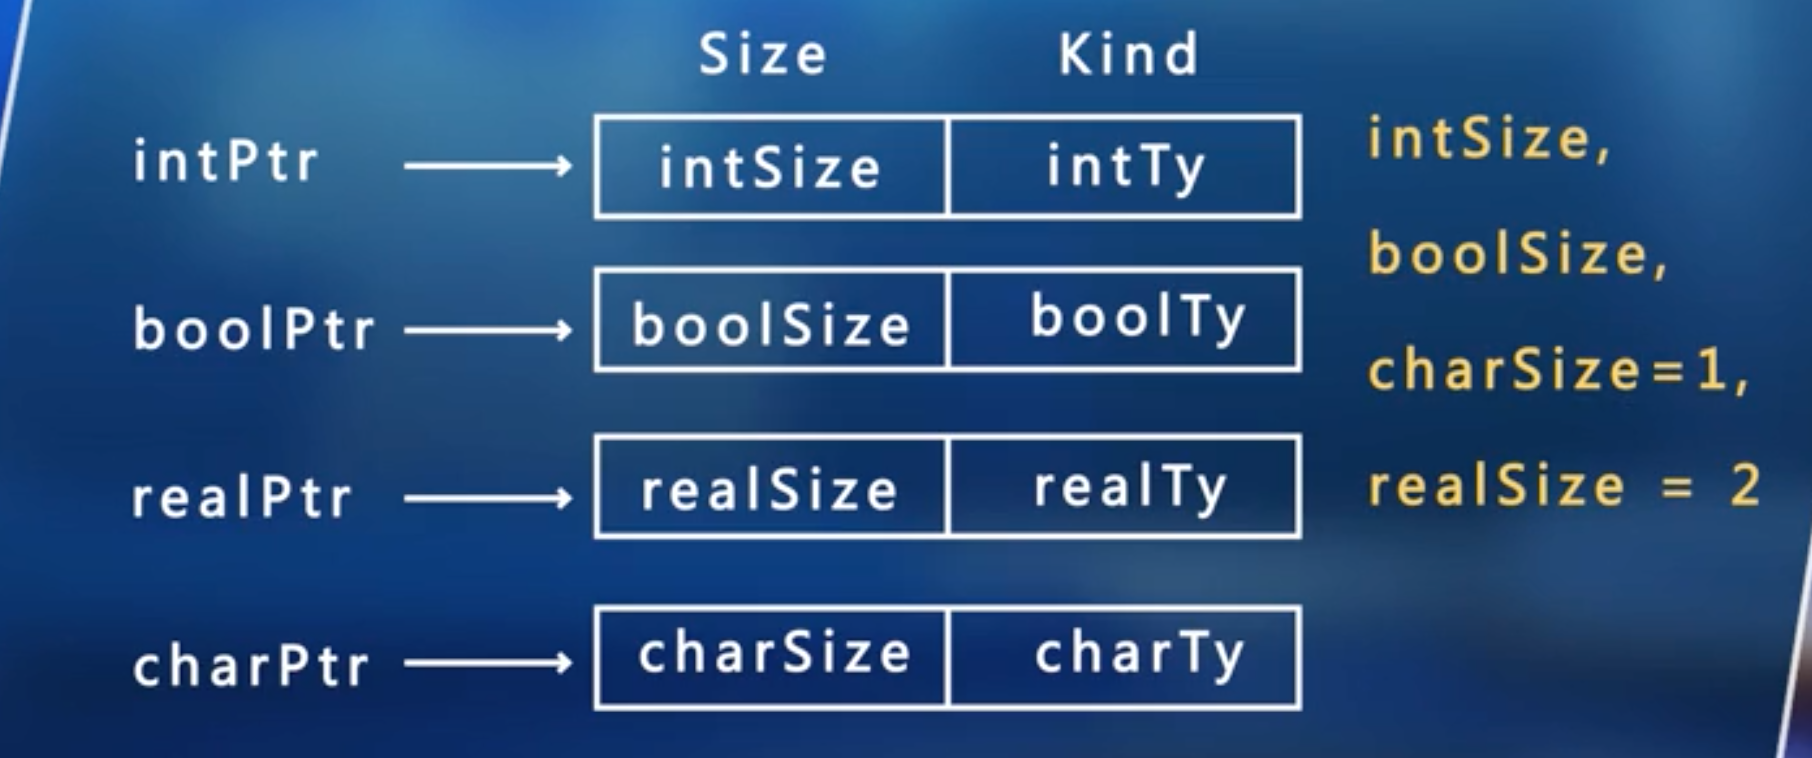 Size Kind
intPtr intSize intTy intSize,
boolPtr boolSize boolTy boolSize,
charSize=1,
realPtr realSize realTy realSize = 2
charPtr charSize charTy